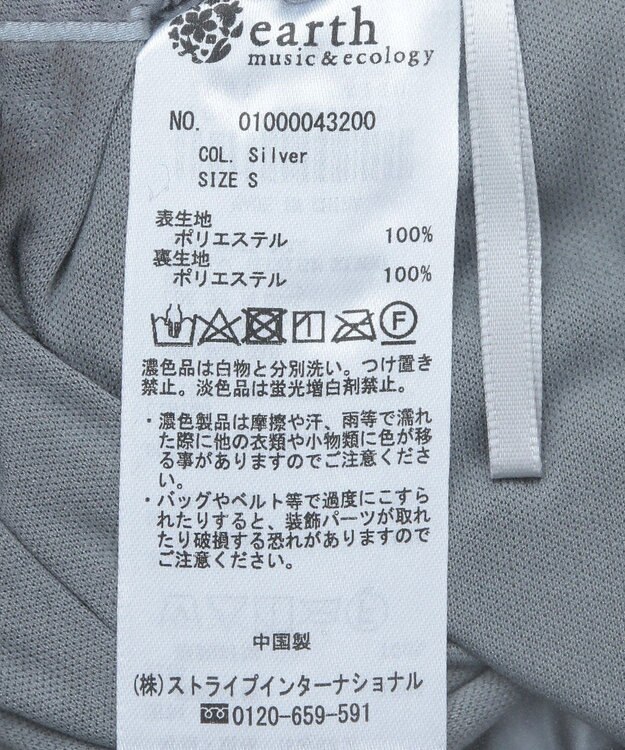 earth
music&ecology
NO. 01000043200
COL. Silver
SIZE S
表生地
ポリエステル 100%
裏生地
ポリエステル 100%
F
濃色品は白物と分別洗い。つけ置き
禁止。淡色品は蛍光増白剤禁止。
・濃色製品は摩擦や汗、雨等で濡れ
た際に他の衣類や小物類に色が移
る事がありますのでご注意くださ
い。
・バッグやベルト等で過度にこすら
れたりすると、装飾パーツが取れ
たり破損する恐れがありますので
ご注意ください。
中国製
(株)ストライプインターナショナル
0120-659-591